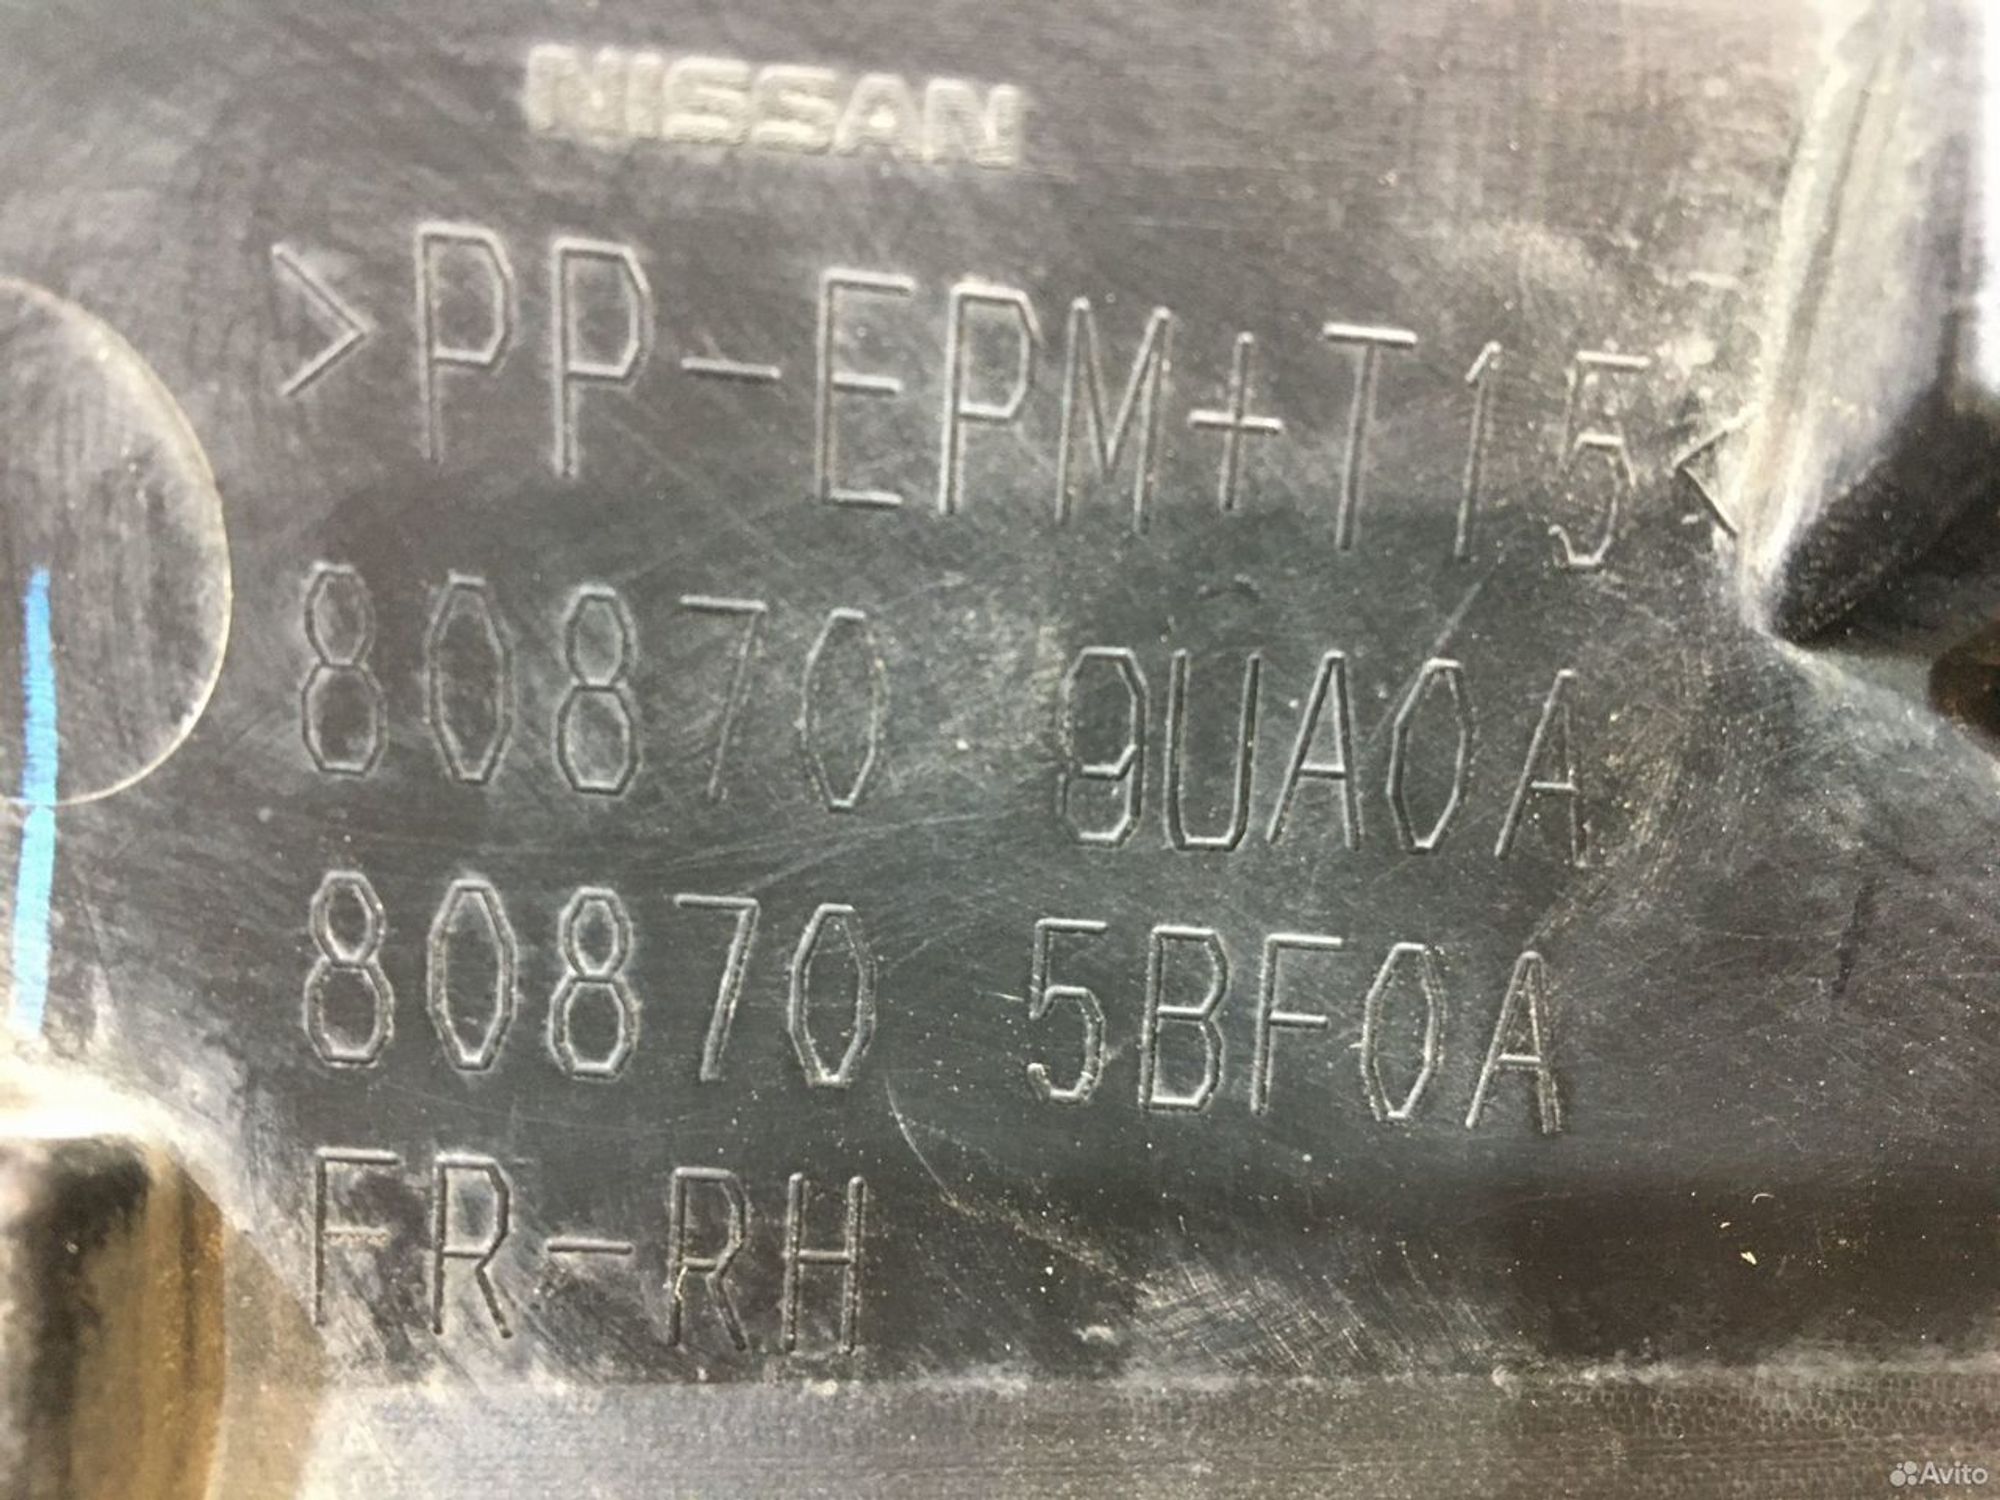 NISSAN
>PP-EPM+T15<
80870 9UA0A
80870 5BF0A
FR-RH
Avito